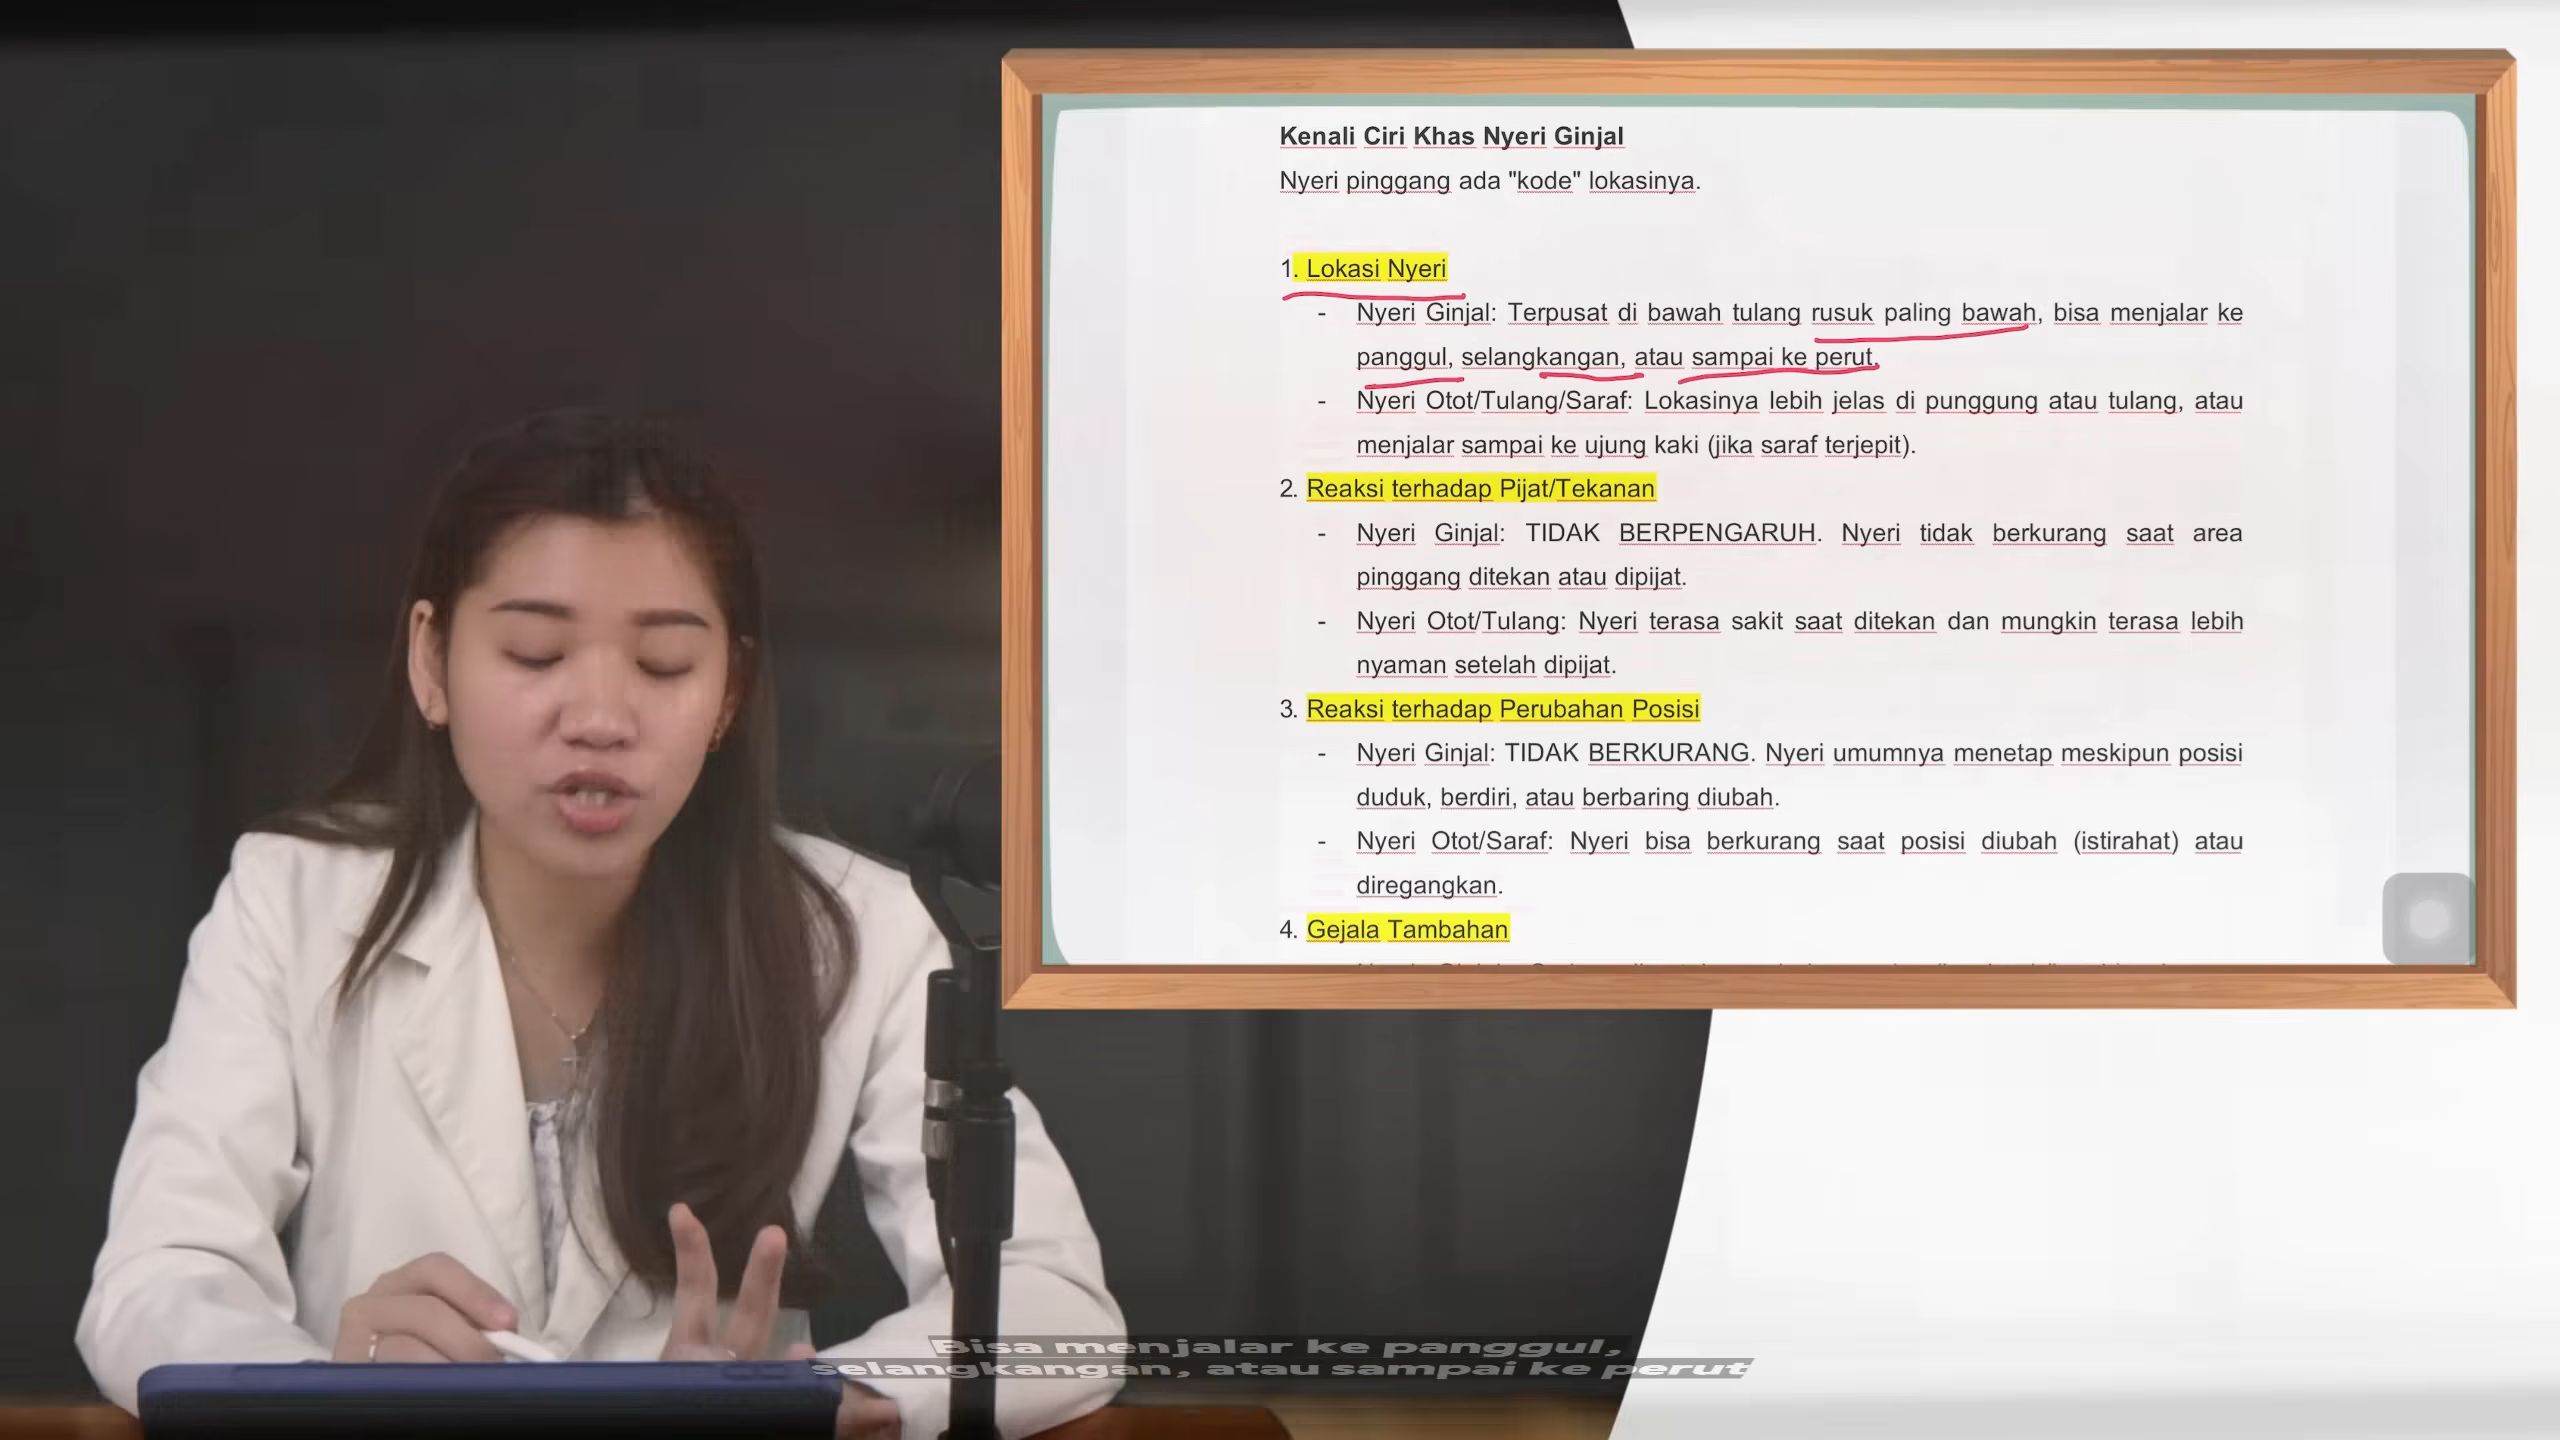 Kenali Ciri Khas Nyeri Ginjal
Nyeri pinggang ada "kode" lokasinya.
1. Lokasi Nyeri
- Nyeri Ginjal: Terpusat di bawah tulang rusuk paling bawah, bisa menjalar ke
panggul, selangkangan, atau sampai ke perut.
- Nyeri Otot/Tulang/Saraf: Lokasinya lebih jelas di punggung atau tulang, atau
menjalar sampai ke ujung kaki (jika saraf terjepit).
2. Reaksi terhadap Pijat/Tekanan
- Nyeri Ginjal: TIDAK BERPENGARUH. Nyeri tidak berkurang saat area
pinggang ditekan atau dipijat.
- Nyeri Otot/Tulang: Nyeri terasa sakit saat ditekan dan mungkin terasa lebih
nyaman setelah dipijat.
3. Reaksi terhadap Perubahan Posisi
- Nyeri Ginjal: TIDAK BERKURANG. Nyeri umumnya menetap meskipun posisi
duduk, berdiri, atau berbaring diubah.
- Nyeri Otot/Saraf: Nyeri bisa berkurang saat posisi diubah (istirahat) atau
diregangkan.
4. Gejala Tambahan
Bisa menjalar ke panggul,
selangkangan, atau sampai ke perut